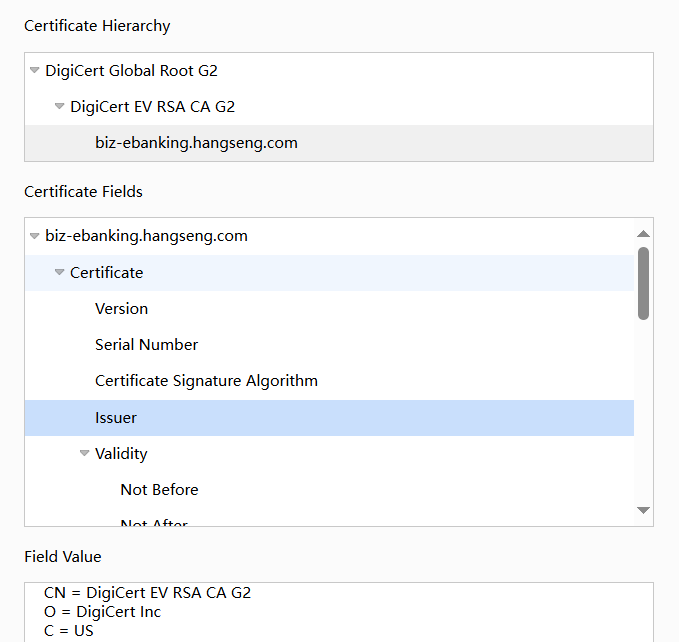 Certificate Hierarchy
DigiCert Global Root G2
DigiCert EV RSA CA G2
biz-ebanking.hangseng.com
Certificate Fields
biz-ebanking.hangseng.com
Certificate
Version
Serial Number
Certificate Signature Algorithm
Issuer
Validity
Not Before
Not After
Field Value
CN = DigiCert EV RSA CA G2
O = DigiCert Inc
C = US